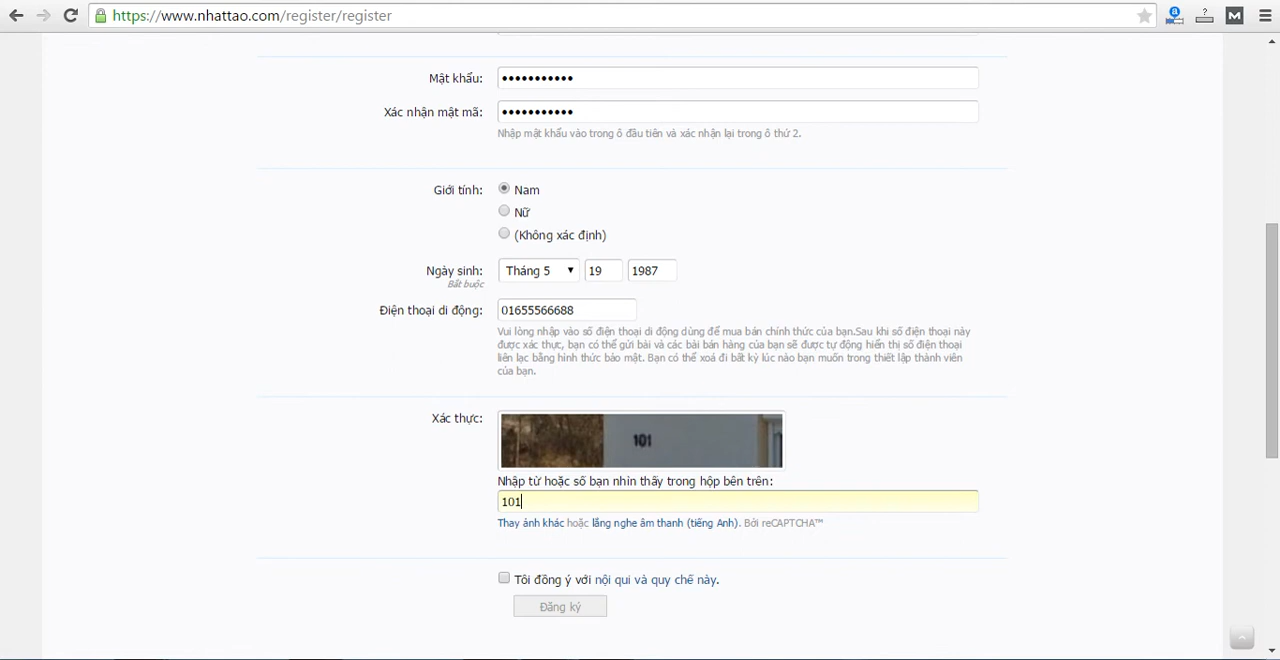 https://www.nhattao.com/register/register
Mật khẩu: •••••••••••
Xác nhận mật mã: •••••••••••
Nhập mật khẩu vào trong ô đầu tiên và xác nhận lại trong ô thứ 2.
Giới tính: Nam
Nữ
(Không xác định)
Ngày sinh: Tháng 5 19 1987
Bắt buộc
Điện thoại di động: 01655566688
Vui lòng nhập vào số điện thoại di động dùng để mua bán chính thức của bạn.Sau khi số điện thoại này
được xác thực, bạn có thể gửi bài và các bài bán hàng của bạn sẽ được tự động hiển thị số điện thoại
liên lạc bằng hình thức bảo mật. Bạn có thể xoá đi bất kỳ lúc nào bạn muốn trong thiết lập thành viên
của bạn.
Xác thực: 101
Nhập từ hoặc số bạn nhìn thấy trong hộp bên trên:
101
Thay ảnh khác hoặc lắng nghe âm thanh (tiếng Anh). Bởi reCAPTCHA™
Tôi đồng ý với nội qui và quy chế này.
Đăng ký